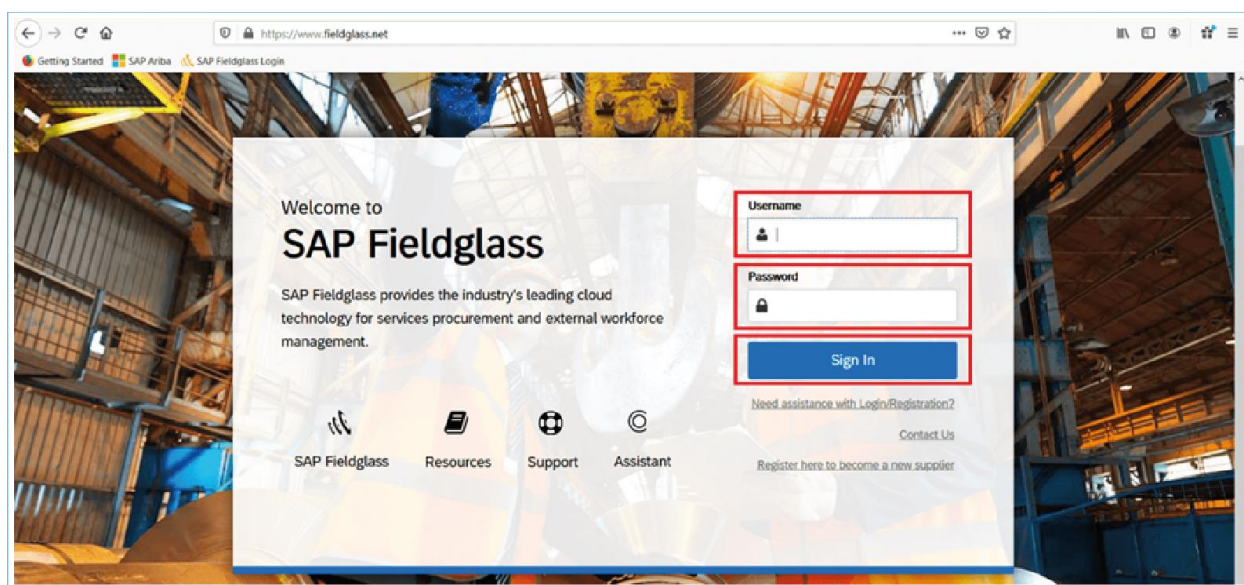 https://www.fieldglass.net
Getting Started SAP Ariba SAP Fieldglass Login
Welcome to
SAP Fieldglass
SAP Fieldglass provides the industry's leading cloud
technology for services procurement and external workforce
management.
SAP Fieldglass Resources Support Assistant
Username
Password
Sign In
Need assistance with Login/Registration?
Contact Us
Register here to become a new supplier